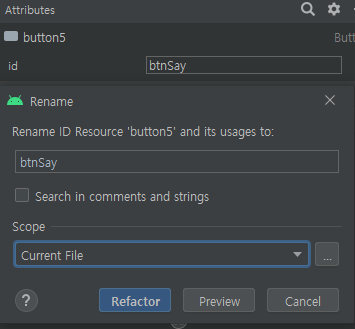 Attributes
button5
id
btnSay
Rename
Rename ID Resource 'button5' and its usages to:
btnSay
Search in comments and strings
Scope
Current File
...
?
Refactor
Preview
Cancel